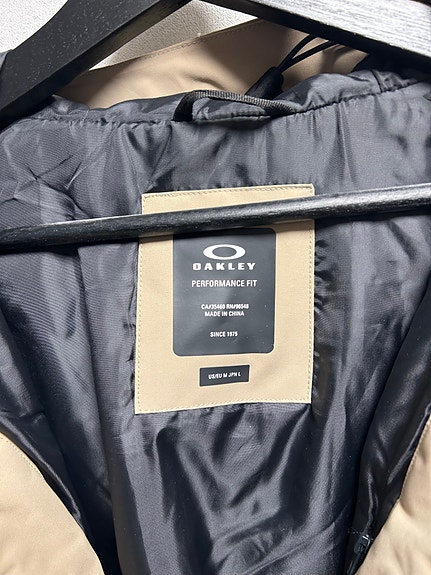 OAKLEY
PERFORMANCE FIT
CA#35460 RN#96548
MADE IN CHINA
SINCE 1975
US/EU M JPN L